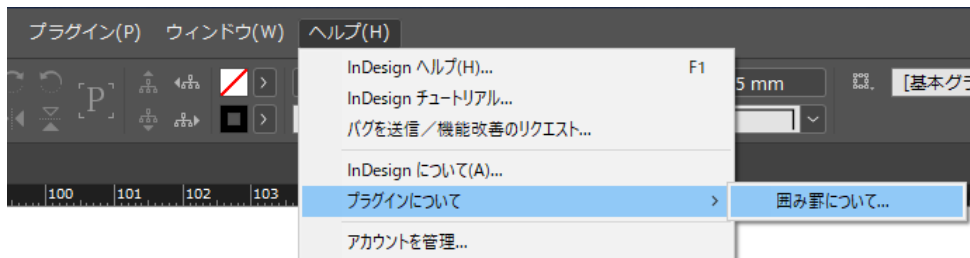 プラグイン(P) ウィンドウ(W) ヘルプ(H)
InDesign ヘルプ(H)... F1
InDesign チュートリアル...
5 mm
バグを送信／機能改善のリクエスト...
InDesign について(A)...
100 101 102 103
プラグインについて
囲み罫について...
アカウントを管理...